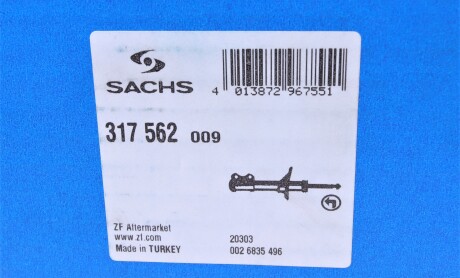 SACHS
4 013872 967551
317 562 009
ZF Aftermarket
www.zf.com
Made in TURKEY
20303
002 6835 496